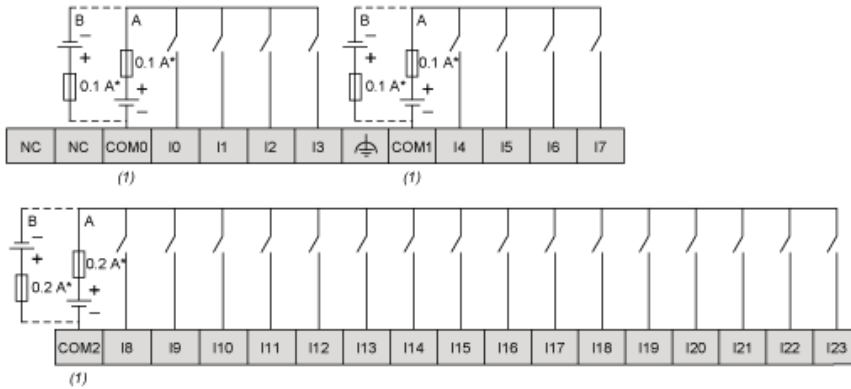 B A B A
− −
+ 0.1 A* + 0.1 A*
0.1 A* + 0.1 A* +
− −
NC NC COM0 I0 I1 I2 I3 COM1 I4 I5 I6 I7
(1) (1)
B A
−
+ 0.2 A*
0.2 A* +
−
COM2 I8 I9 I10 I11 I12 I13 I14 I15 I16 I17 I18 I19 I20 I21 I22 I23
(1)